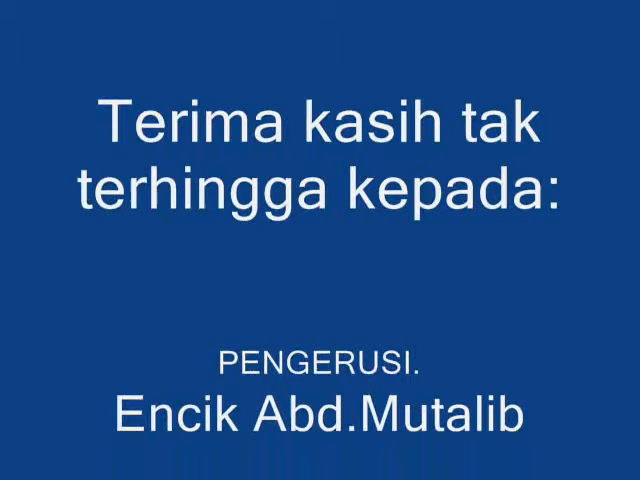 Terima kasih tak
terhingga kepada:
PENGERUSI.
Encik Abd.Mutalib